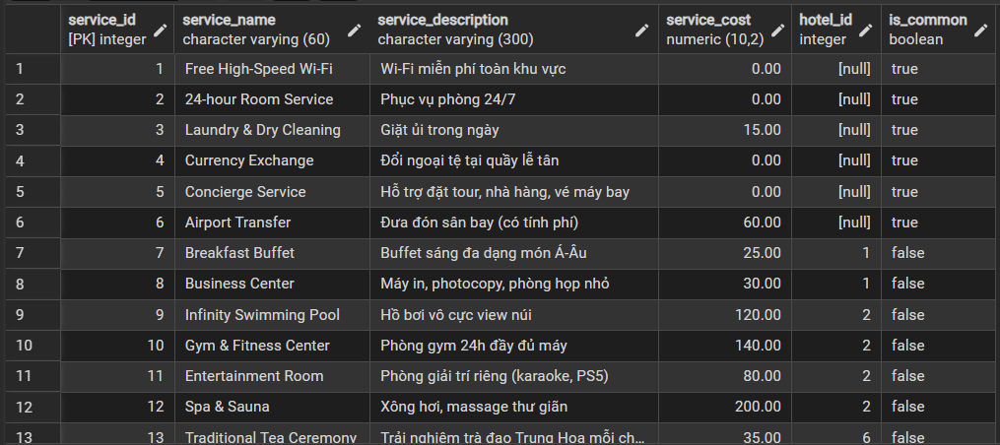 service_id service_name service_description service_cost hotel_id is_common
[PK] integer character varying (60) character varying (300) numeric (10,2) integer boolean
1 1 Free High-Speed Wi-Fi Wi-Fi miễn phí toàn khu vực 0.00 [null] true
2 2 24-hour Room Service Phục vụ phòng 24/7 0.00 [null] true
3 3 Laundry & Dry Cleaning Giặt ủi trong ngày 15.00 [null] true
4 4 Currency Exchange Đổi ngoại tệ tại quầy lễ tân 0.00 [null] true
5 5 Concierge Service Hỗ trợ đặt tour, nhà hàng, vé máy bay 0.00 [null] true
6 6 Airport Transfer Đưa đón sân bay (có tính phí) 60.00 [null] true
7 7 Breakfast Buffet Buffet sáng đa dạng món Á-Âu 25.00 1 false
8 8 Business Center Máy in, photocopy, phòng họp nhỏ 30.00 1 false
9 9 Infinity Swimming Pool Hồ bơi vô cực view núi 120.00 2 false
10 10 Gym & Fitness Center Phòng gym 24h đầy đủ máy 140.00 2 false
11 11 Entertainment Room Phòng giải trí riêng (karaoke, PS5) 80.00 2 false
12 12 Spa & Sauna Xông hơi, massage thư giãn 200.00 2 false
13 13 Traditional Tea Ceremony Trải nghiệm trà đạo Trung Hoa mỗi ch... 35.00 6 false